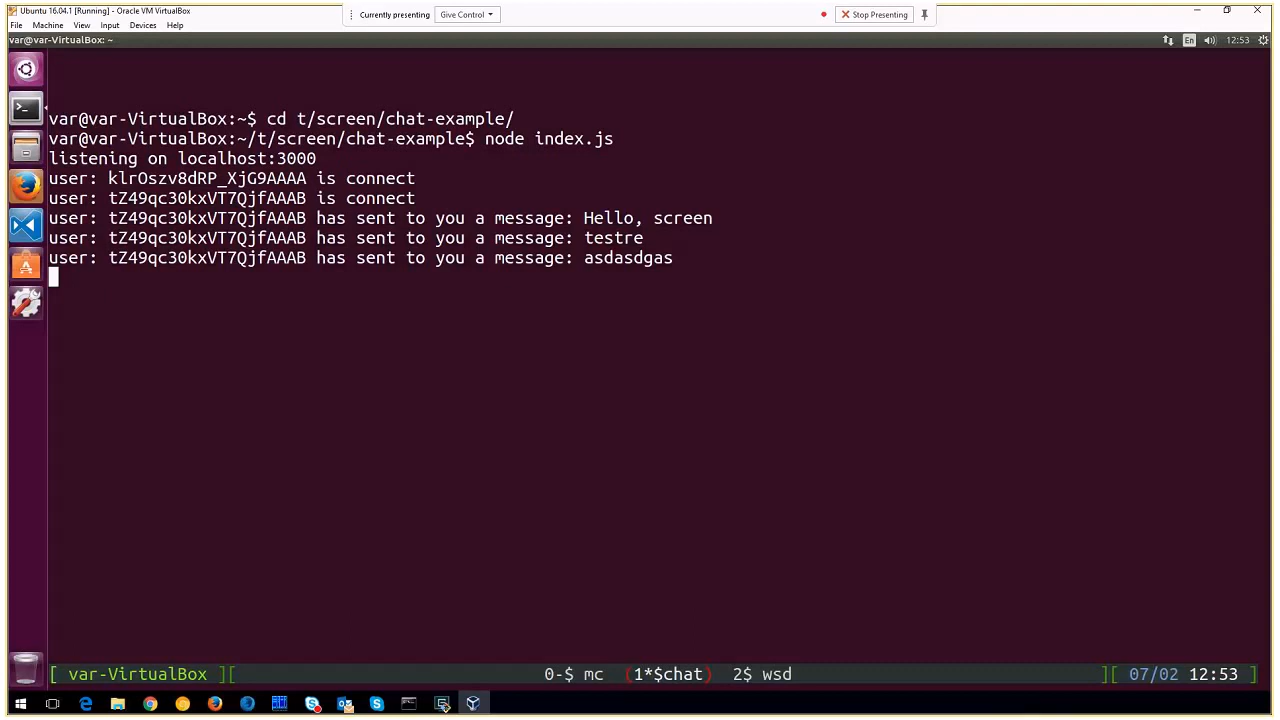 Ubuntu 16.04.1 [Running] - Oracle VM VirtualBox
Currently presenting Give Control Stop Presenting
File Machine View Input Devices Help
var@var-VirtualBox: ~ En 12:53
var@var-VirtualBox:~$ cd t/screen/chat-example/
var@var-VirtualBox:~/t/screen/chat-example$ node index.js
listening on localhost:3000
user: klrOszv8dRP_XjG9AAAA is connect
user: tZ49qc30kxVT7QjfAAAB is connect
user: tZ49qc30kxVT7QjfAAAB has sent to you a message: Hello, screen
user: tZ49qc30kxVT7QjfAAAB has sent to you a message: testre
user: tZ49qc30kxVT7QjfAAAB has sent to you a message: asdasdgas
[ var-VirtualBox ][ 0-$ mc (1*$chat) 2$ wsd ][ 07/02 12:53 ]